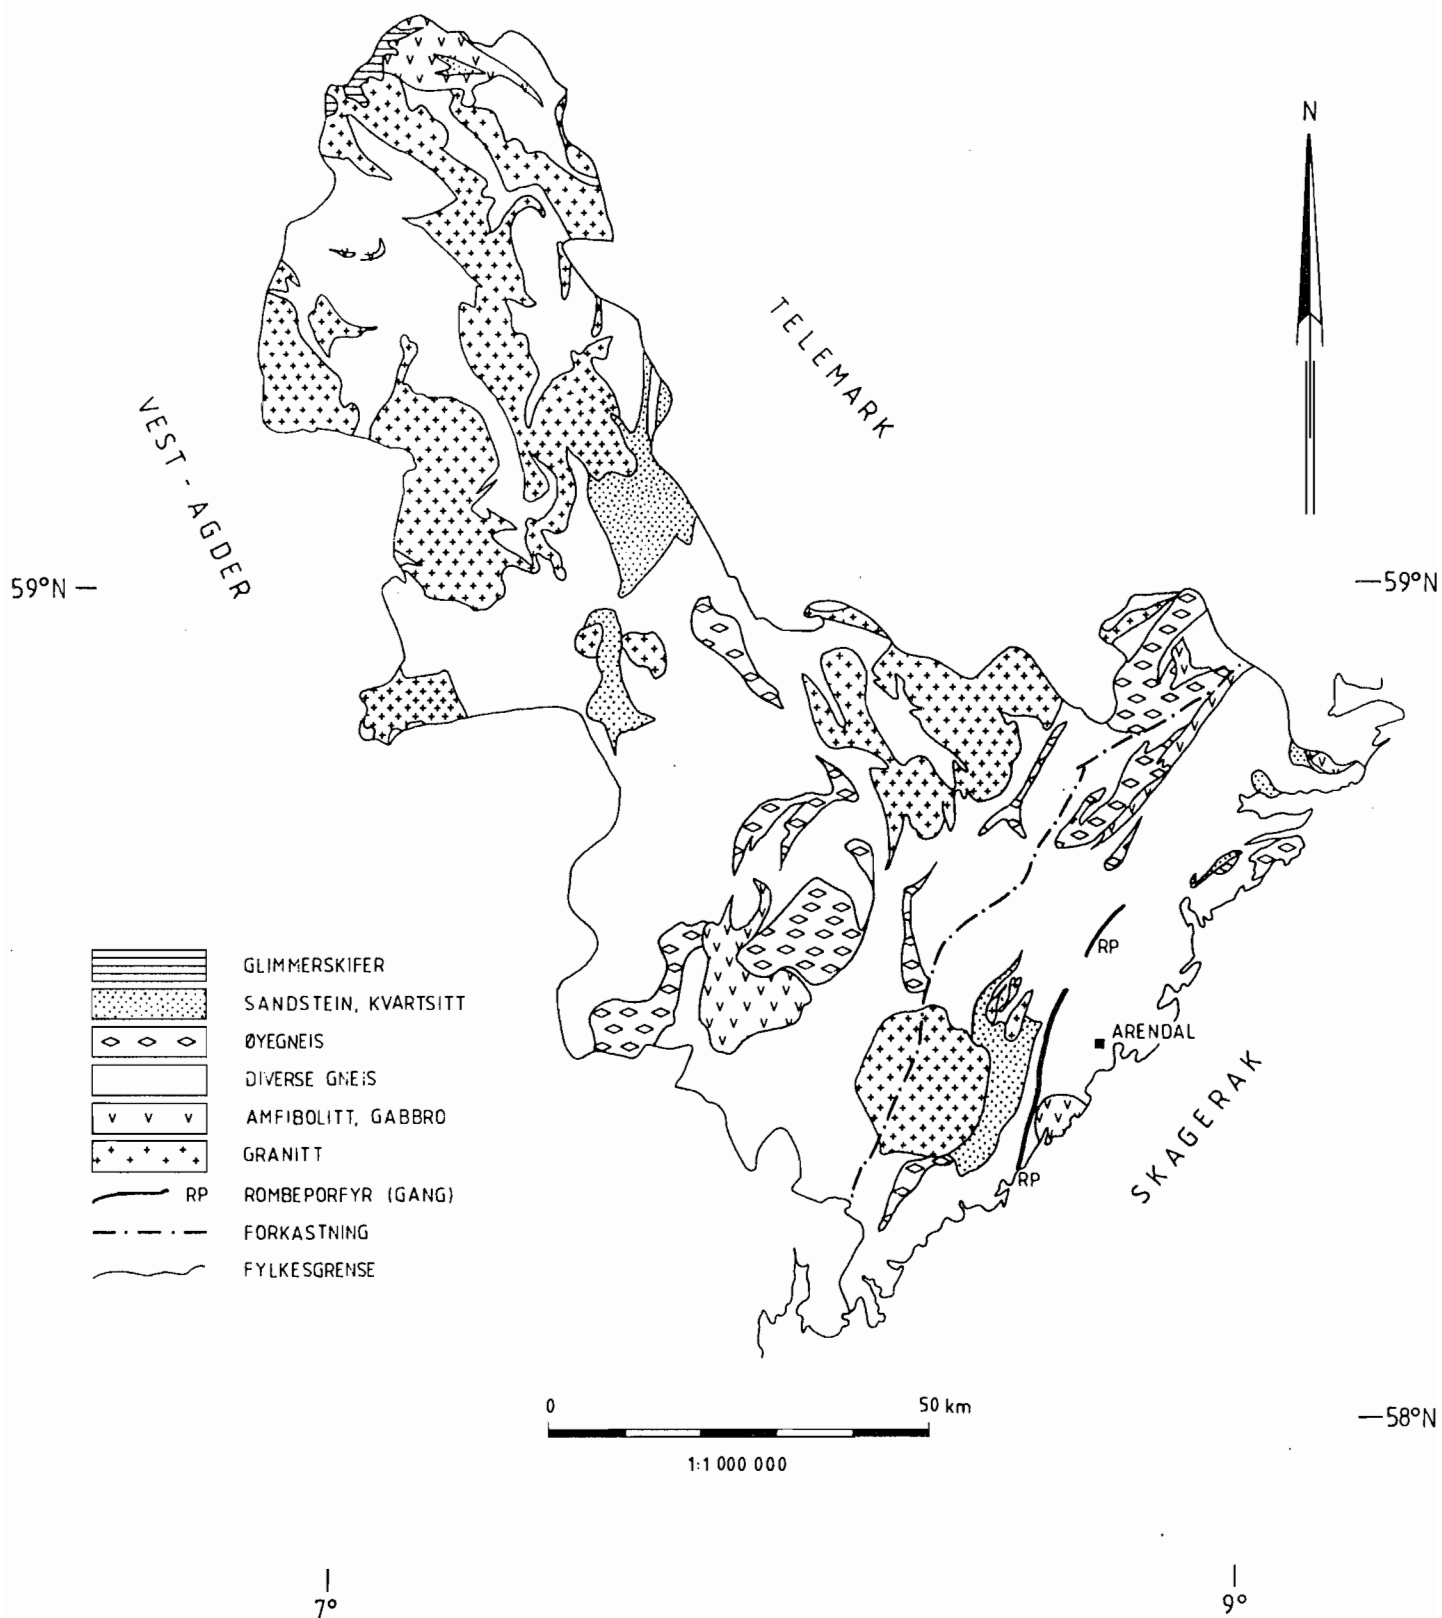 N
TELEMARK
VEST-AGDER
59°N
59°N
RP
ARENDAL
SKAGERAK
RP
GLIMMERSKIFER
SANDSTEIN, KVARTSITT
ØYEGNEIS
DIVERSE GNEIS
AMFIBOLITT, GABBRO
GRANITT
RP ROMBEPORFYR (GANG)
FORKASTNING
FYLKESGRENSE
0 50 km
1:1 000 000
58°N
7° 9°